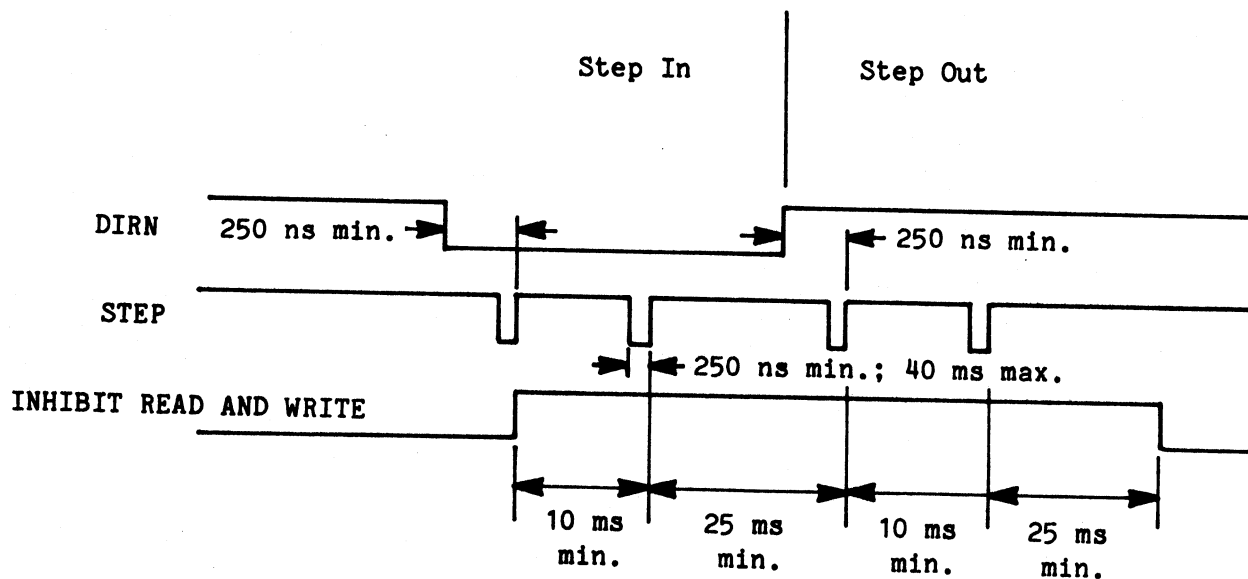 Step In
Step Out
DIRN
250 ns min.
250 ns min.
STEP
250 ns min.; 40 ms max.
INHIBIT READ AND WRITE
10 ms
min.
25 ms
min.
10 ms
min.
25 ms
min.